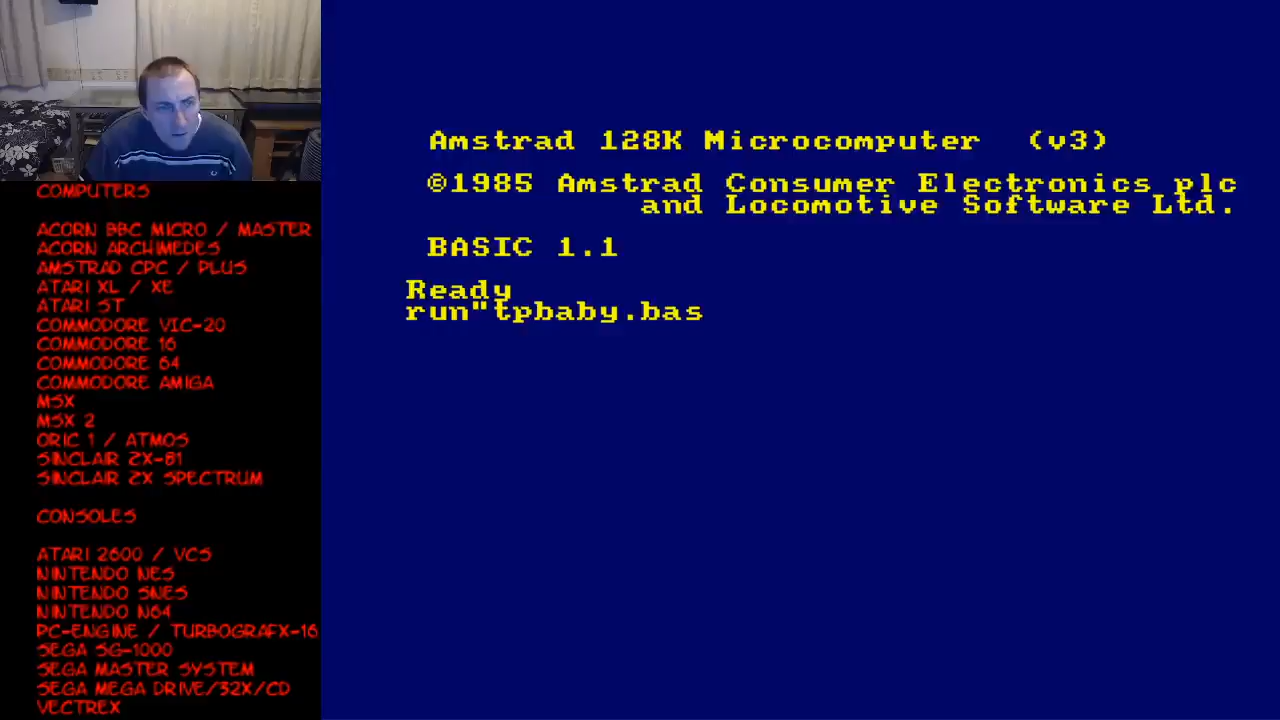 COMPUTERS
ACORN BBC MICRO / MASTER
ACORN ARCHIMEDES
AMSTRAD CPC / PLUS
ATARI XL / XE
ATARI ST
COMMODORE VIC-20
COMMODORE 16
COMMODORE 64
COMMODORE AMIGA
MSX
MSX 2
ORIC 1 / ATMOS
SINCLAIR ZX-81
SINCLAIR ZX SPECTRUM
CONSOLES
ATARI 2600 / VCS
NINTENDO NES
NINTENDO SNES
NINTENDO N64
PC-ENGINE / TURBOGRAFX-16
SEGA SG-1000
SEGA MASTER SYSTEM
SEGA MEGA DRIVE/32X/CD
VECTREX
Amstrad 128K Microcomputer (v3)
©1985 Amstrad Consumer Electronics plc
and Locomotive Software Ltd.
BASIC 1.1
Ready
run"tpbaby.bas